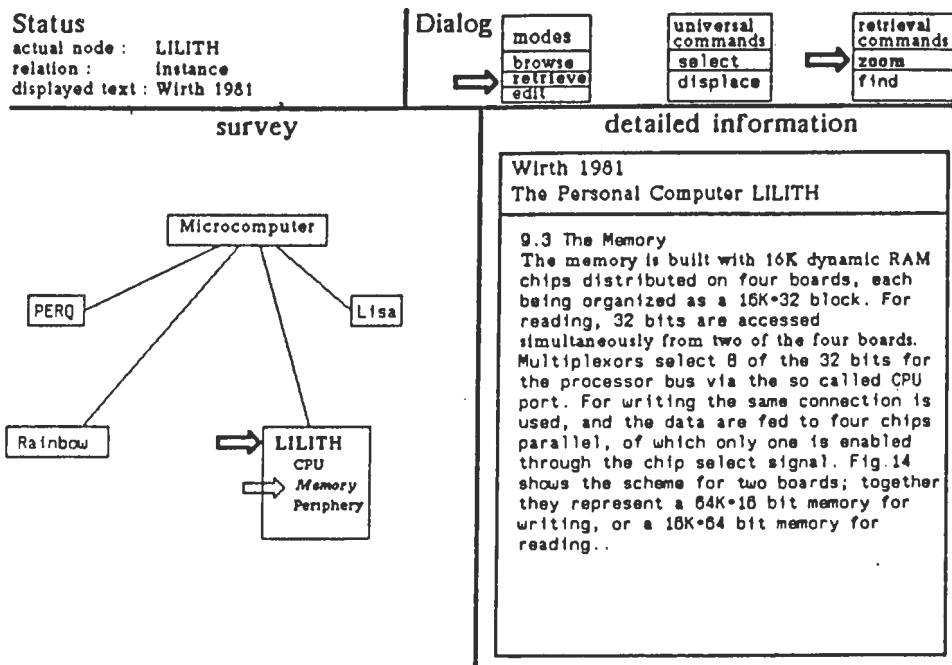 Status
actual node : LILITH
relation : instance
displayed text : Wirth 1981
Dialog
modes
browse
retrieve
edit
universal
commands
select
displace
retrieval
commands
zoom
find
survey
Microcomputer
PERQ
Lisa
Rainbow
LILITH
CPU
Memory
Periphery
detailed information
Wirth 1981
The Personal Computer LILITH
9.3 The Memory
The memory is built with 16K dynamic RAM
chips distributed on four boards, each
being organized as a 16K*32 block. For
reading, 32 bits are accessed
simultaneously from two of the four boards.
Multiplexors select 8 of the 32 bits for
the processor bus via the so called CPU
port. For writing the same connection is
used, and the data are fed to four chips
parallel, of which only one is enabled
through the chip select signal. Fig.14
shows the scheme for two boards; together
they represent a 64K*16 bit memory for
writing, or a 16K*64 bit memory for
reading..